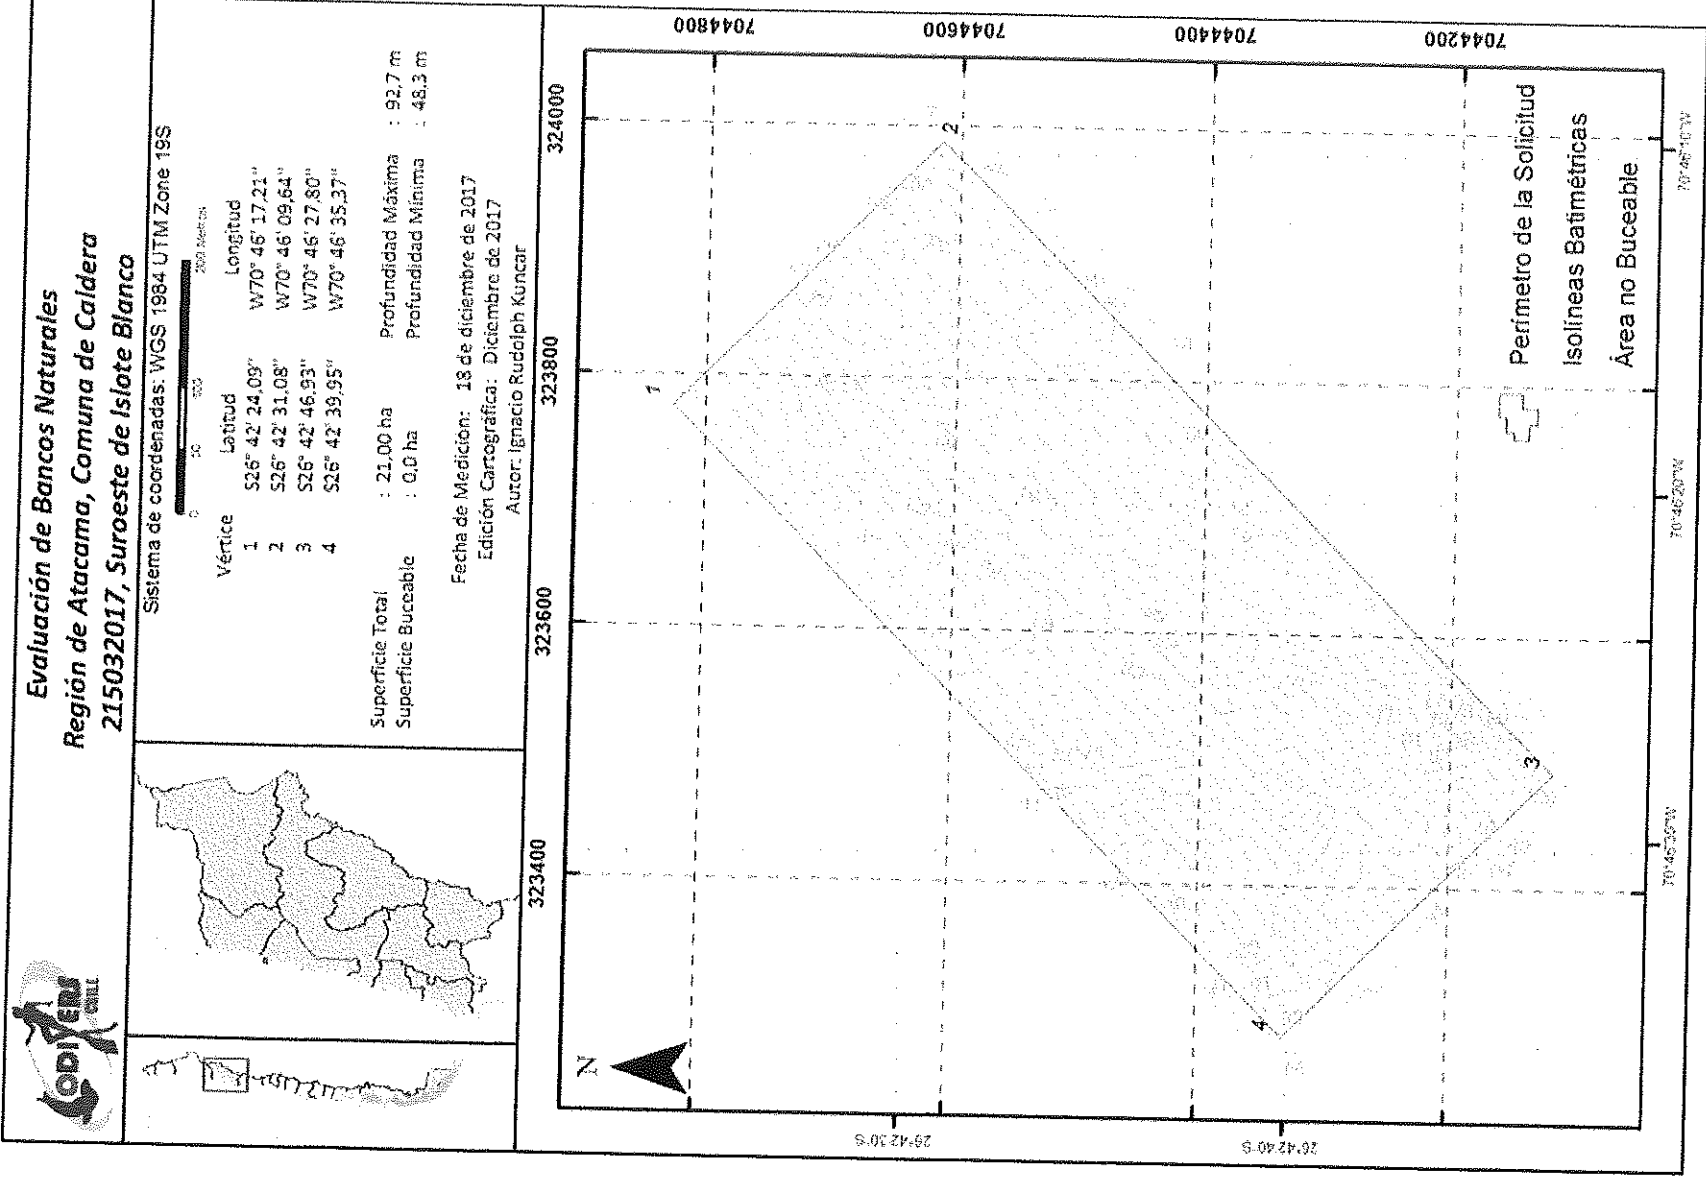 Evaluación de Bancos Naturales
Región de Atacama, Comuna de Caldera
215032017, Suroeste de Islote Blanco
ODIVERS
CHILE
Sistema de coordenadas: WGS 1984 UTM Zone 19S
0 50 100 200 Metros
Vértice Latitud Longitud
1 S26° 42' 24,09" W70° 46' 17,21"
2 S26° 42' 31,08" W70° 46' 09,64"
3 S26° 42' 46,93" W70° 46' 27,80"
4 S26° 42' 39,95" W70° 46' 35,37"
Superficie Total : 21,00 ha Profundidad Máxima : 92,7 m
Superficie Buceable : 0,0 ha Profundidad Mínima : 48,3 m
Fecha de Medición: 18 de diciembre de 2017
Edición Cartográfica: Diciembre de 2017
Autor: Ignacio Rudolph Kuncar
323400 323600 323800 324000
N
7044800
7044600
7044400
7044200
26°42'30"S
26°42'40"S
1
2
3
4
Perímetro de la Solicitud
Isolíneas Batimétricas
Área no Buceable
70°46'30"W 70°46'20"W 70°46'10"W